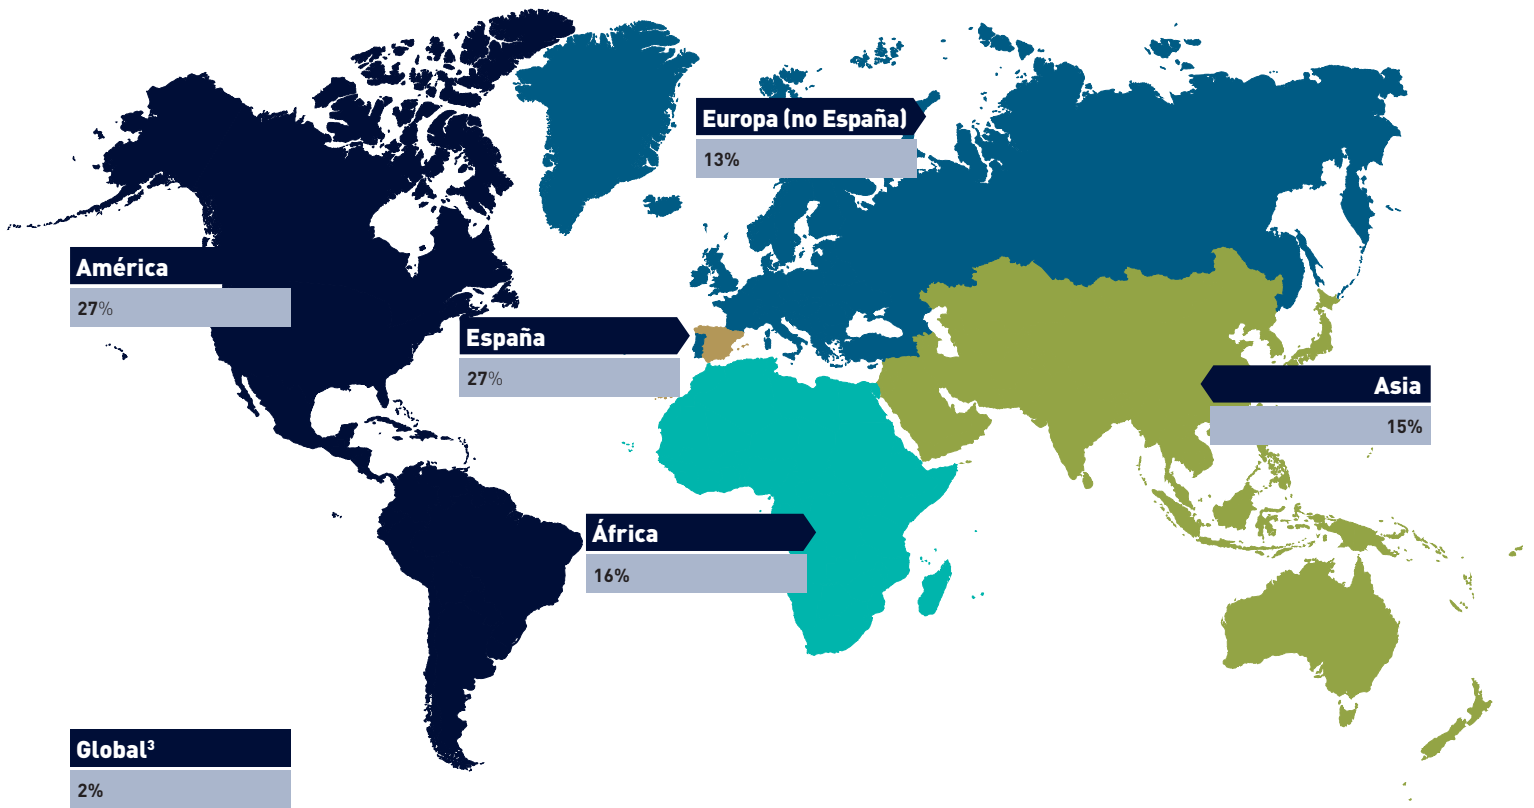 Europa (no España)
13%
América
27%
España
27%
Asia
15%
África
16%
Global³
2%